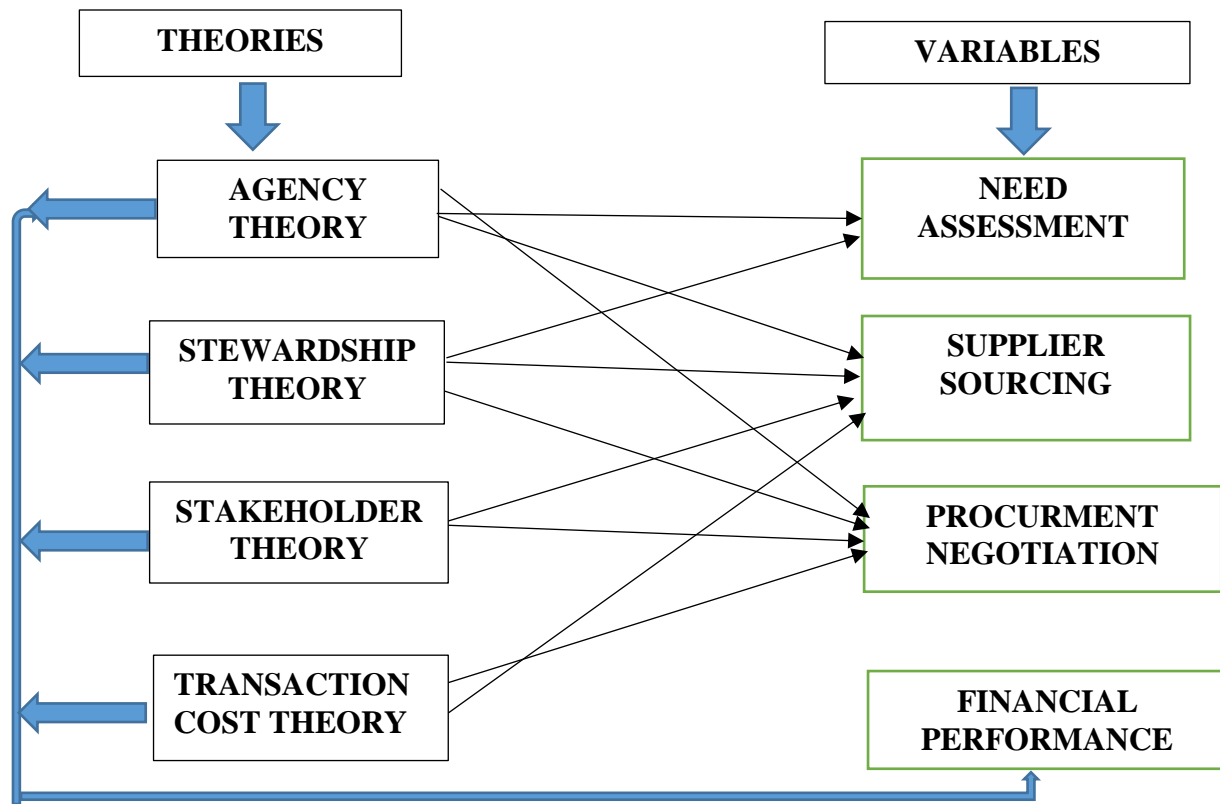 THEORIES
VARIABLES
AGENCY
THEORY
NEED
ASSESSMENT
STEWARDSHIP
THEORY
SUPPLIER
SOURCING
STAKEHOLDER
THEORY
PROCURMENT
NEGOTIATION
TRANSACTION
COST THEORY
FINANCIAL
PERFORMANCE